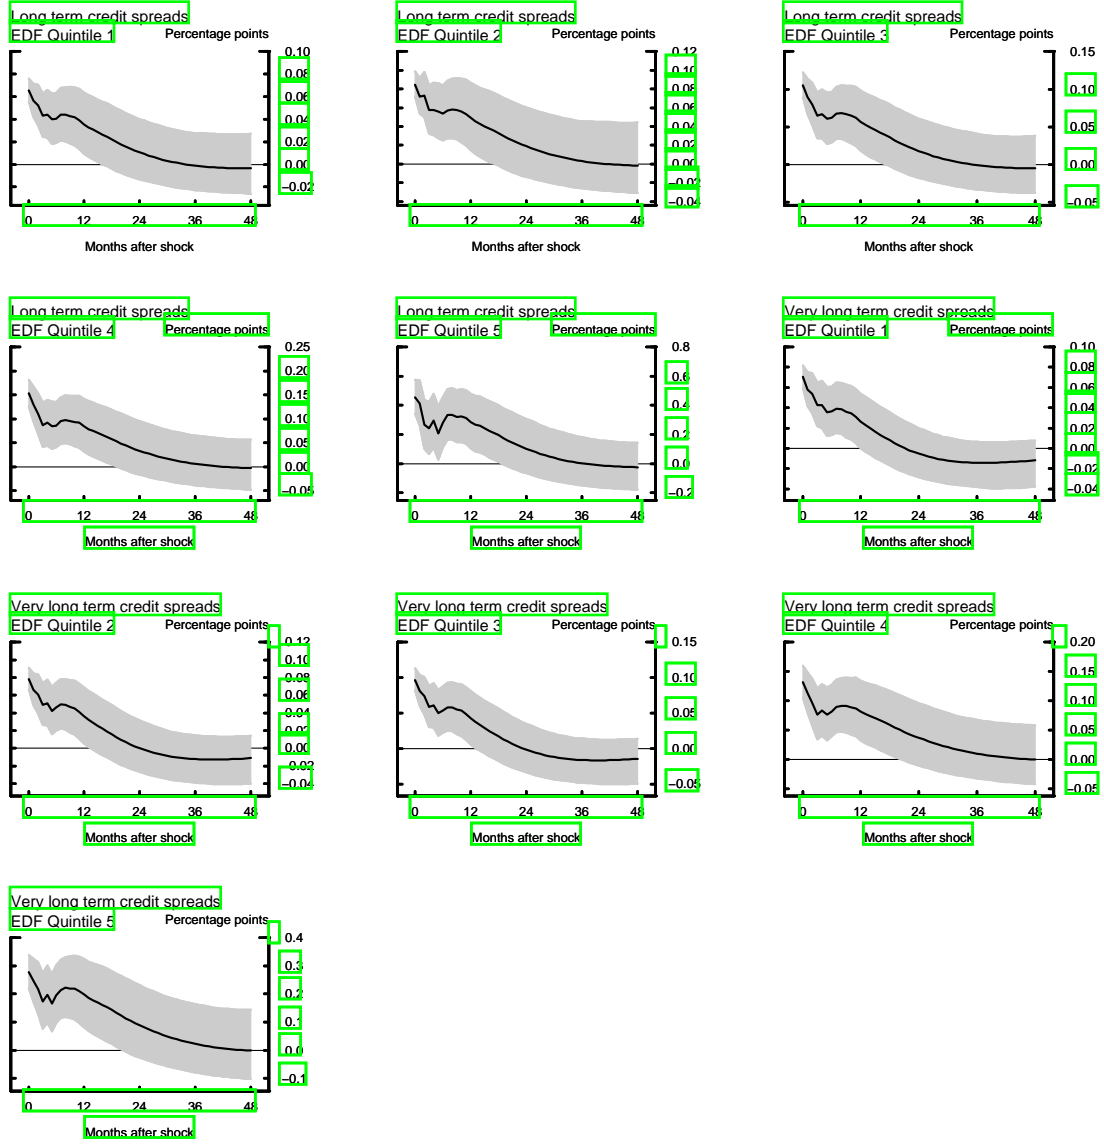 Long term credit spreads
EDF Quintile 1
Percentage points
0.10
0.08
0.06
0.04
0.02
0.00
−0.02
0 12 24 36 48
Months after shock
Long term credit spreads
EDF Quintile 2
Percentage points
0.12
0.10
0.08
0.06
0.04
0.02
0.00
−0.02
−0.04
0 12 24 36 48
Months after shock
Long term credit spreads
EDF Quintile 3
Percentage points
0.15
0.10
0.05
0.00
−0.05
0 12 24 36 48
Months after shock
Long term credit spreads
EDF Quintile 4
Percentage points
0.25
0.20
0.15
0.10
0.05
0.00
−0.05
0 12 24 36 48
Months after shock
Long term credit spreads
EDF Quintile 5
Percentage points
0.8
0.6
0.4
0.2
0.0
−0.2
0 12 24 36 48
Months after shock
Very long term credit spreads
EDF Quintile 1
Percentage points
0.10
0.08
0.06
0.04
0.02
0.00
−0.02
−0.04
0 12 24 36 48
Months after shock
Very long term credit spreads
EDF Quintile 2
Percentage points
0.12
0.10
0.08
0.06
0.04
0.02
0.00
−0.02
−0.04
0 12 24 36 48
Months after shock
Very long term credit spreads
EDF Quintile 3
Percentage points
0.15
0.10
0.05
0.00
−0.05
0 12 24 36 48
Months after shock
Very long term credit spreads
EDF Quintile 4
Percentage points
0.20
0.15
0.10
0.05
0.00
−0.05
0 12 24 36 48
Months after shock
Very long term credit spreads
EDF Quintile 5
Percentage points
0.4
0.3
0.2
0.1
0.0
−0.1
0 12 24 36 48
Months after shock